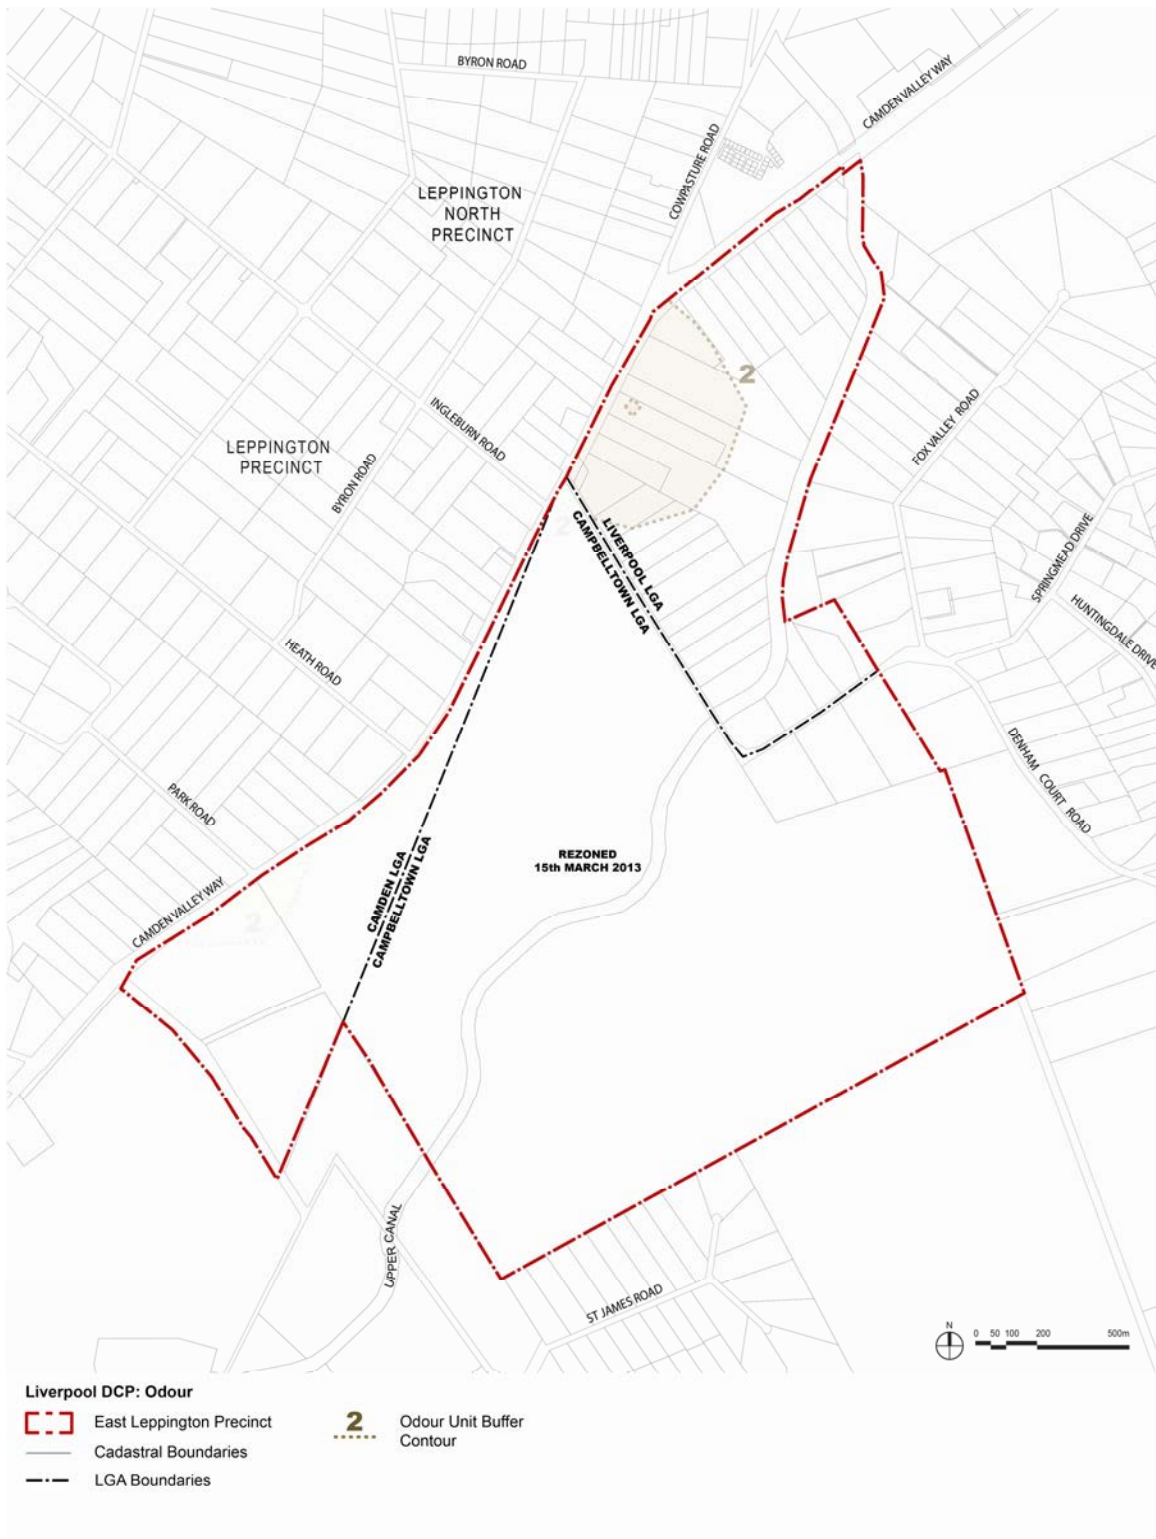 BYRON ROAD
CAMDEN VALLEY WAY
COWPASTURE ROAD
LEPPINGTON
NORTH
PRECINCT
2
INGLEBURN ROAD
FOX VALLEY ROAD
LEPPINGTON
PRECINCT
BYRON ROAD
2
LIVERPOOL LGA
CAMPBELLTOWN LGA
SPRINGMEAD DRIVE
HUNTINGDALE DRIVE
HEATH ROAD
DENHAM COURT ROAD
PARK ROAD
REZONED
15th MARCH 2013
CAMDEN LGA
CAMPBELLTOWN LGA
CAMDEN VALLEY WAY
2
UPPER CANAL
ST JAMES ROAD
N
0 50 100 200 500m
Liverpool DCP: Odour
East Leppington Precinct
Cadastral Boundaries
LGA Boundaries
2
Odour Unit Buffer
Contour